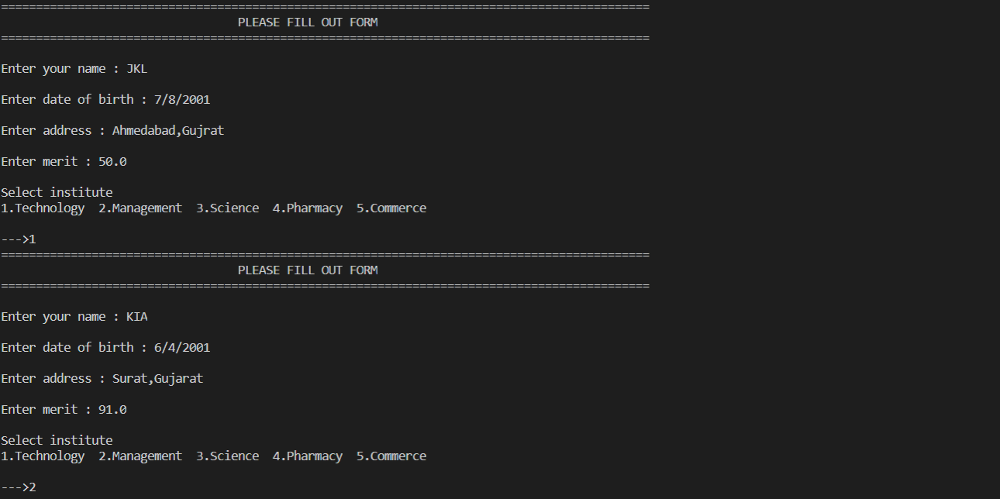 =============================================================================================
PLEASE FILL OUT FORM
=============================================================================================
Enter your name : JKL
Enter date of birth : 7/8/2001
Enter address : Ahmedabad,Gujrat
Enter merit : 50.0
Select institute
1.Technology  2.Management  3.Science  4.Pharmacy  5.Commerce
--->1
=============================================================================================
PLEASE FILL OUT FORM
=============================================================================================
Enter your name : KIA
Enter date of birth : 6/4/2001
Enter address : Surat,Gujarat
Enter merit : 91.0
Select institute
1.Technology  2.Management  3.Science  4.Pharmacy  5.Commerce
--->2